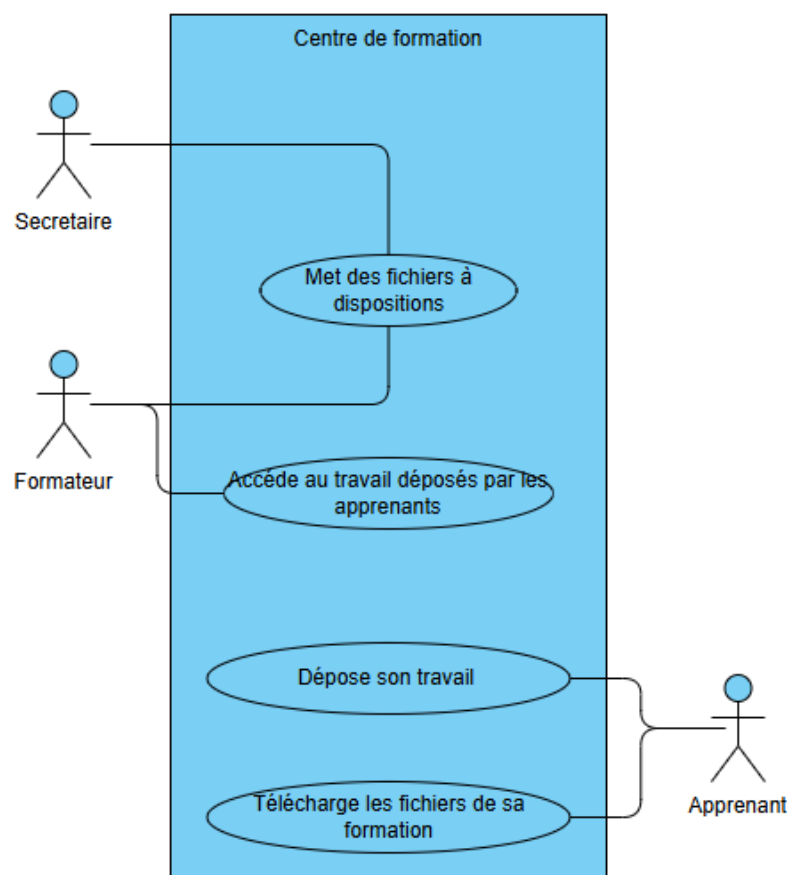 Centre de formation
Secretaire
Met des fichiers à
dispositions
Formateur
Accéde au travail déposés par les
apprenants
Dépose son travail
Télécharge les fichiers de sa
formation
Apprenant